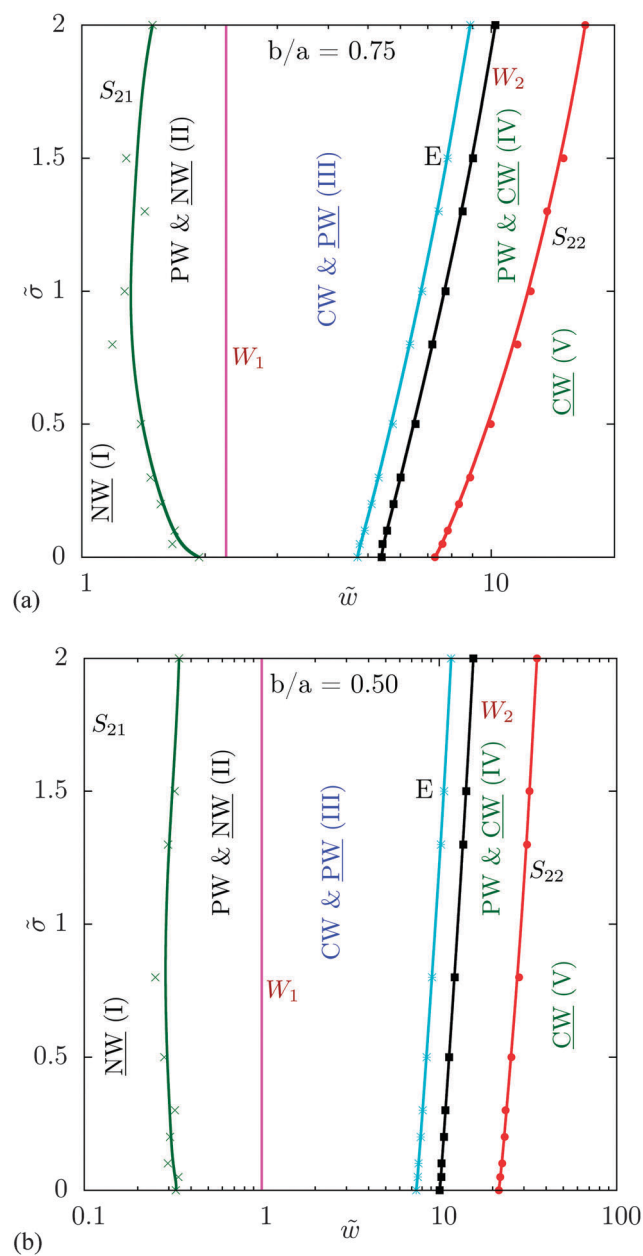 2
1.5
1
0.5
0
σ̃
b/a = 0.75
S₂₁
PW & NW (II)
CW & PW (III)
E
W₂
PW & CW (IV)
S₂₂
W₁
NW (I)
CW (V)
1
10
w̃
(a)
2
1.5
1
0.5
0
σ̃
b/a = 0.50
S₂₁
PW & NW (II)
CW & PW (III)
E
W₂
PW & CW (IV)
S₂₂
W₁
NW (I)
CW (V)
0.1
1
10
100
w̃
(b)